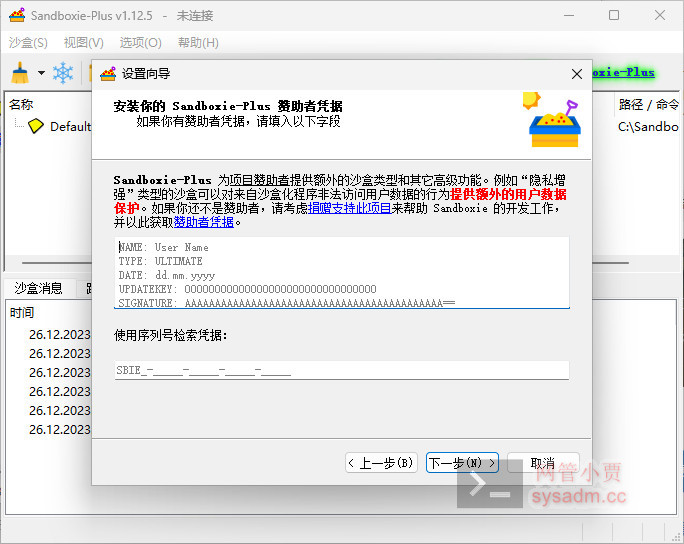 Sandboxie-Plus v1.12.5 - 未连接
沙盒(S) 视图(V) 选项(O) 帮助(H)
设置向导
oxie-Plus
名称
路径 / 命令
Default
C:\Sandbo
安装你的 Sandboxie-Plus 赞助者凭据
如果你有赞助者凭据，请填入以下字段
Sandboxie-Plus 为项目赞助者提供额外的沙盒类型和其它高级功能。例如“隐私增
强”类型的沙盒可以对来自沙盒化程序非法访问用户数据的行为提供额外的用户数据
保护。如果你还不是赞助者，请考虑捐赠支持此项目来帮助 Sandboxie 的开发工作，
并以此获取赞助者凭据。
NAME: User Name
TYPE: ULTIMATE
DATE: dd.mm.yyyy
UPDATEKEY: 00000000000000000000000000000000
SIGNATURE: AAAAAAAAAAAAAAAAAAAAAAAAAAAAAAAAAAAAAAAAAAA==
沙盒消息
时间
26.12.2023
26.12.2023
26.12.2023
26.12.2023
26.12.2023
26.12.2023
使用序列号检索凭据：
SBIE_-_____-_____-_____-_____
< 上一步(B)
下一步(N) >
取消
网管小贾
sysadm.cc